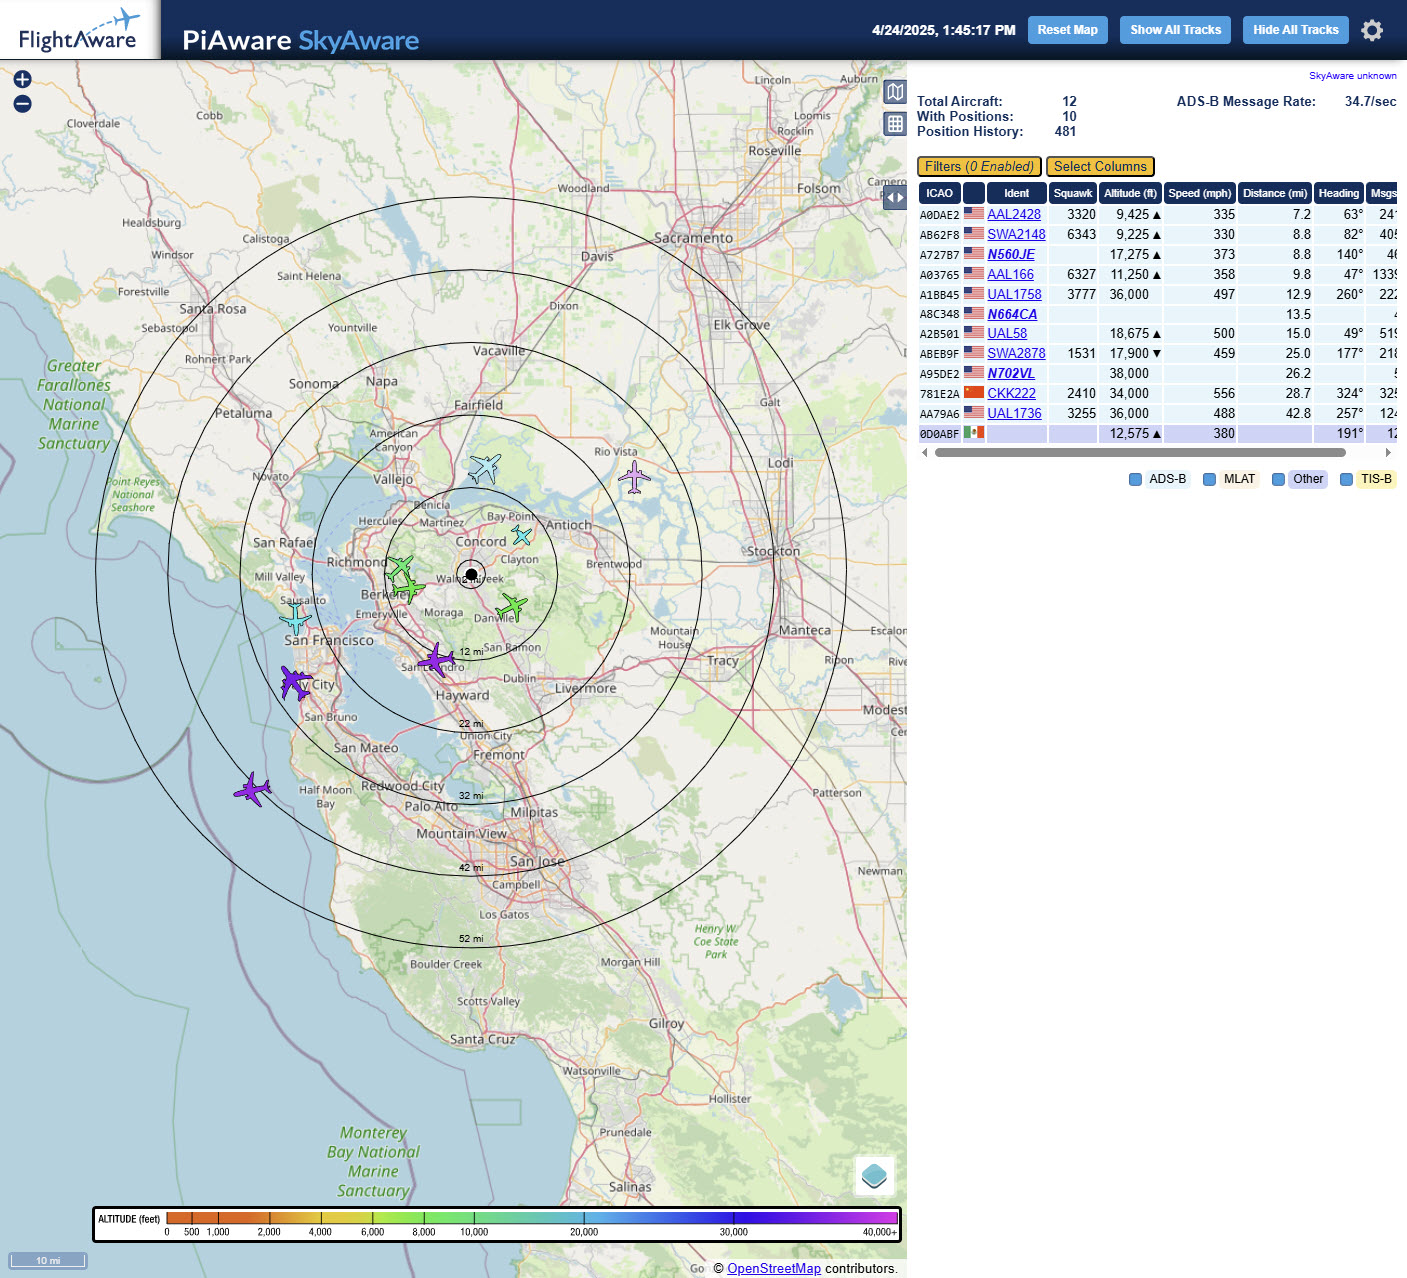 FlightAware
PiAware SkyAware
4/24/2025, 1:45:17 PM
Reset Map
Show All Tracks
Hide All Tracks
SkyAware unknown
Total Aircraft: 12
With Positions: 10
Position History: 481
ADS-B Message Rate: 34.7/sec
Filters (0 Enabled)
Select Columns
ICAO Ident Squawk Altitude (ft) Speed (mph) Distance (mi) Heading Msgs
A0DAE2 AAL2428 3320 9,425 ▲ 335 7.2 63° 241
AB62F8 SWA2148 6343 9,225 ▲ 330 8.8 82° 405
A727B7 N560JE 17,275 ▲ 373 8.8 140° 46
A03765 AAL166 6327 11,250 ▲ 358 9.8 47° 1339
A1BB45 UAL1758 3777 36,000 497 12.9 260° 222
A8C348 N664CA 13.5 4
A2B501 UAL58 18,675 ▲ 500 15.0 49° 519
ABEB9F SWA2878 1531 17,900 ▼ 459 25.0 177° 218
A95DE2 N702VL 38,000 26.2 5
781E2A CKK222 2410 34,000 556 28.7 324° 325
AA79A6 UAL1736 3255 36,000 488 42.8 257° 124
0D0ABF 12,575 ▲ 380 191° 12
ADS-B
MLAT
Other
TIS-B
Lincoln
Auburn
Cobb
Cloverdale
Loomis
Rocklin
Roseville
Woodland
Folsom
Camero
Healdsburg
Calistoga
Sacramento
Windsor
Davis
Saint Helena
Forestville
Santa Rosa
Dixon
Sebastopol
Yountville
Elk Grove
Rohnert Park
Vacaville
Greater
Farallones
National
Marine
Sanctuary
Sonoma
Napa
Petaluma
Fairfield
Galt
American
Canyon
Rio Vista
Lodi
Novato
Vallejo
Point Reyes
National
Seashore
Benicia
Hercules
Martinez
Bay Point
Antioch
San Rafael
Concord
Stockton
Richmond
Clayton
Brentwood
Mill Valley
Walnut Creek
2 mi
Sausalito
Berkeley
Emeryville
Moraga
Danville
San Francisco
Mountain
House
Manteca
Escalon
San Ramon
12 mi
San Leandro
Tracy
Ripon
Rive
Dublin
Daly City
Hayward
Livermore
San Bruno
Modest
22 mi
Union City
Cer
San Mateo
Fremont
Half Moon
Bay
Redwood City
32 mi
Patterson
Palo Alto
Milpitas
Mountain View
San Jose
42 mi
Newman
Campbell
Los Gatos
Henry W
Coe State
Park
52 mi
Boulder Creek
Morgan Hill
Scotts Valley
Gilroy
Santa Cruz
Watsonville
Hollister
Monterey
Bay National
Marine
Sanctuary
Prunedale
Salinas
ALTITUDE (feet)
0 500 1,000 2,000 4,000 6,000 8,000 10,000 20,000 30,000 40,000+
10 mi
Go
© OpenStreetMap contributors.